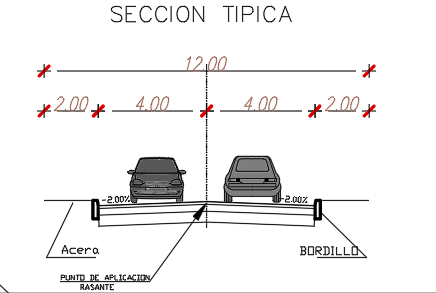 SECCION TIPICA
12.00
2.00 4.00 4.00 2.00
-2.00% -2.00%
Acera BORDILLO
PUNTO DE APLICACION
RASANTE